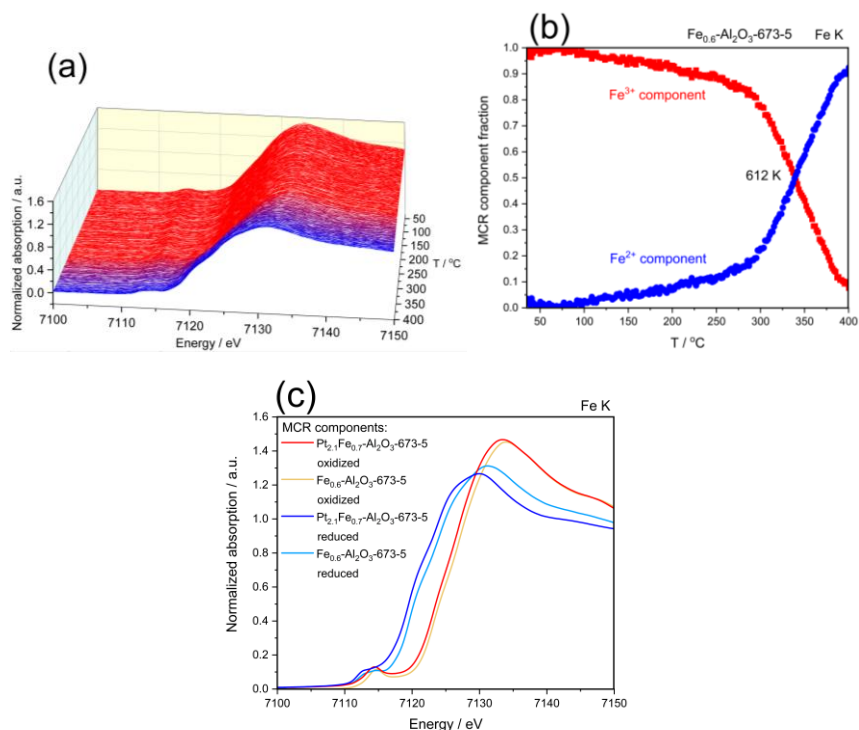 (a)
Normalized absorption / a.u.
1.6
1.2
0.8
0.4
0.0
7100
7110
7120
7130
7140
7150
Energy / eV
50
100
150
200
250
300
350
400
T / °C
(b)
Fe₀.₆-Al₂O₃-673-5 Fe K
MCR component fraction
1.0
0.9
0.8
0.7
0.6
0.5
0.4
0.3
0.2
0.1
0.0
Fe³⁺ component
612 K
Fe²⁺ component
50 100 150 200 250 300 350 400
T / °C
(c)
Fe K
Normalized absorption / a.u.
1.6
1.4
1.2
1.0
0.8
0.6
0.4
0.2
0.0
MCR components:
Pt₂.₁Fe₀.₇-Al₂O₃-673-5
oxidized
Fe₀.₆-Al₂O₃-673-5
oxidized
Pt₂.₁Fe₀.₇-Al₂O₃-673-5
reduced
Fe₀.₆-Al₂O₃-673-5
reduced
7100 7110 7120 7130 7140 7150
Energy / eV